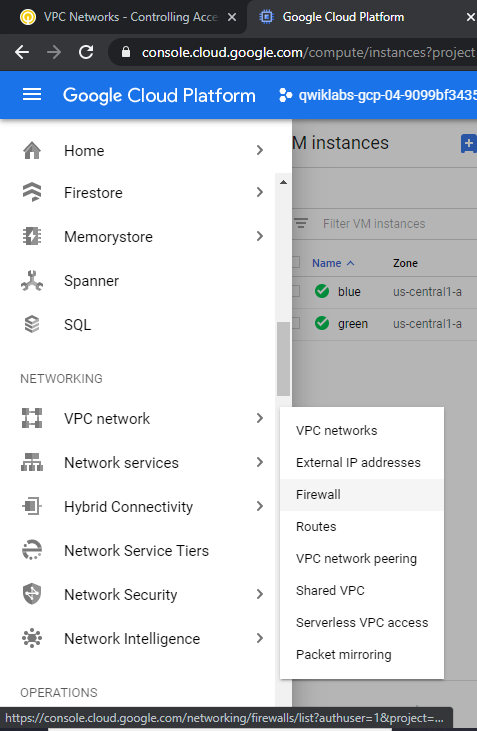 VPC Networks - Controlling Acce
Google Cloud Platform
console.cloud.google.com/compute/instances?project
Google Cloud Platform
qwiklabs-gcp-04-9099bf3435
Home
Firestore
Memorystore
Spanner
SQL
NETWORKING
VPC network
Network services
Hybrid Connectivity
Network Service Tiers
Network Security
Network Intelligence
OPERATIONS
M instances
Filter VM instances
Name Zone
blue us-central1-a
green us-central1-a
VPC networks
External IP addresses
Firewall
Routes
VPC network peering
Shared VPC
Serverless VPC access
Packet mirroring
https://console.cloud.google.com/networking/firewalls/list?authuser=1&project=...